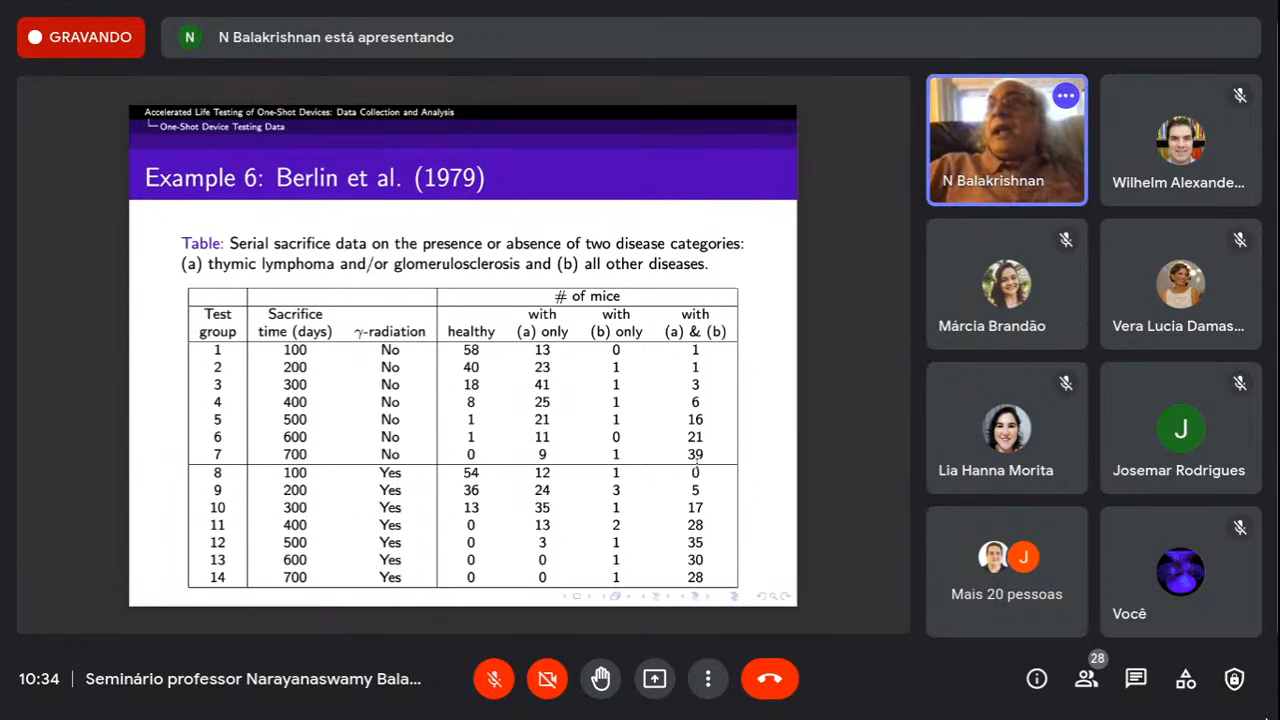 GRAVANDO
N N Balakrishnan está apresentando
Accelerated Life Testing of One-Shot Devices: Data Collection and Analysis
One-Shot Device Testing Data
Example 6: Berlin et al. (1979)
Table: Serial sacrifice data on the presence or absence of two disease categories:
(a) thymic lymphoma and/or glomerulosclerosis and (b) all other diseases.
# of mice
Test Sacrifice with with with
group time (days) γ-radiation healthy (a) only (b) only (a) & (b)
1 100 No 58 13 0 1
2 200 No 40 23 1 1
3 300 No 18 41 1 3
4 400 No 8 25 1 6
5 500 No 1 21 1 16
6 600 No 1 11 0 21
7 700 No 0 9 1 39
8 100 Yes 54 12 1 0
9 200 Yes 36 24 3 5
10 300 Yes 13 35 1 17
11 400 Yes 0 13 2 28
12 500 Yes 0 3 1 35
13 600 Yes 0 0 1 30
14 700 Yes 0 0 1 28
N Balakrishnan
Wilhelm Alexande...
Márcia Brandão
Vera Lucia Damas...
Lia Hanna Morita
J
Josemar Rodrigues
J
Mais 20 pessoas
Você
10:34 | Seminário professor Narayanaswamy Bala...
28